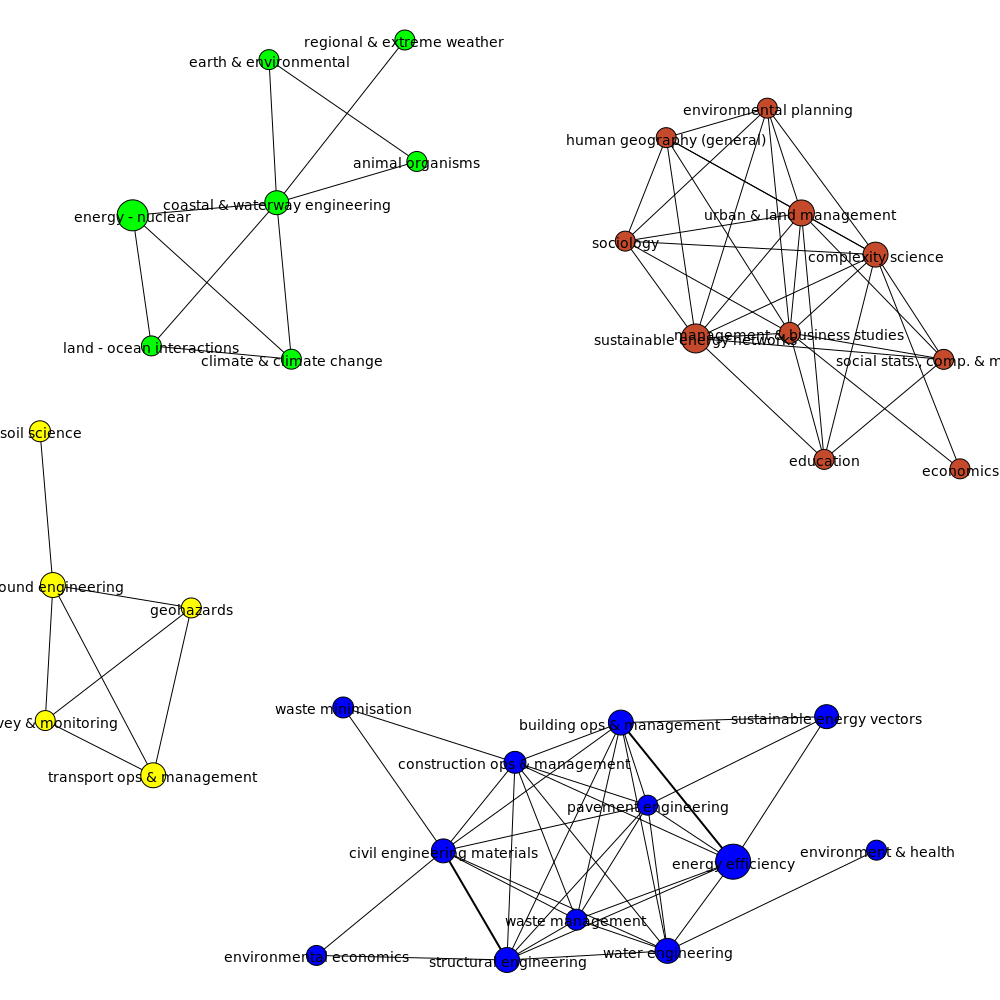 regional & extreme weather
earth & environmental
animal organisms
coastal & waterway engineering
energy - nuclear
land - ocean interactions
climate & climate change
environmental planning
human geography (general)
urban & land management
sociology
complexity science
management & business studies
sustainable energy networks
social stats., comp. & m
education
economics
soil science
ound engineering
geohazards
vey & monitoring
transport ops & management
waste minimisation
building ops & management
sustainable energy vectors
construction ops & management
pavement engineering
civil engineering materials
energy efficiency
environment & health
waste management
water engineering
environmental economics
structural engineering